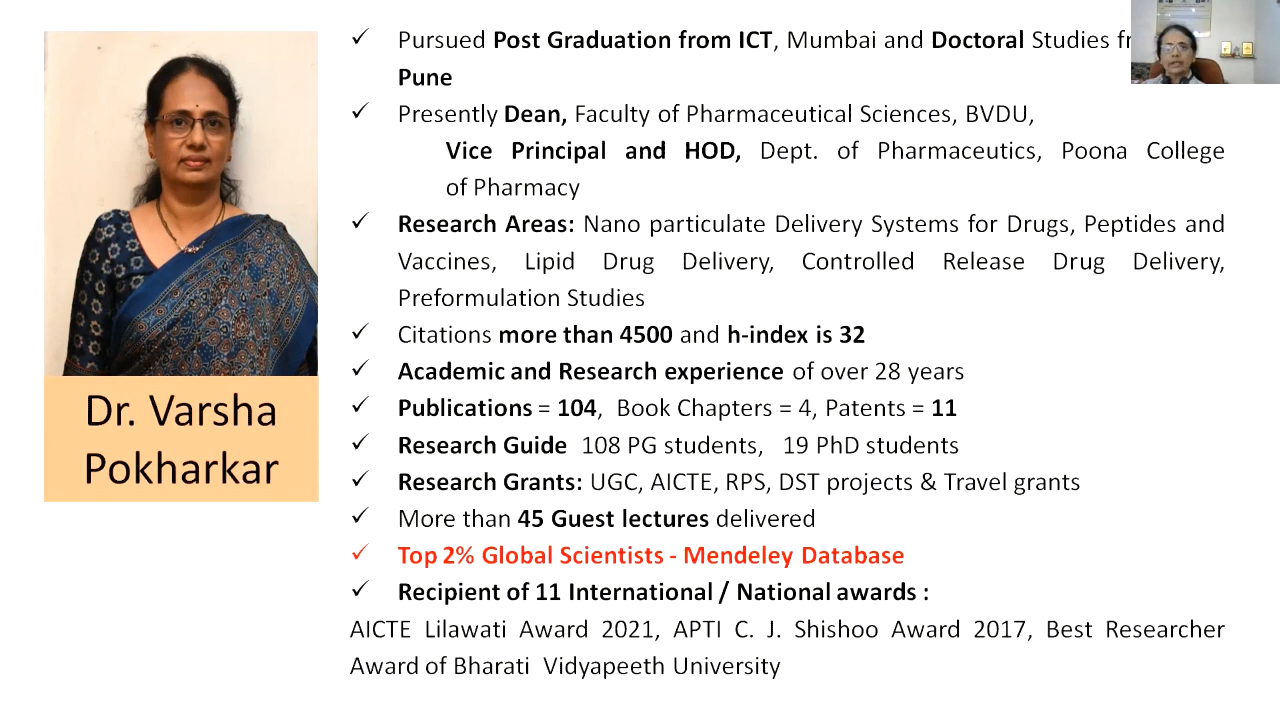 Dr. Varsha
Pokharkar
✓ Pursued Post Graduation from ICT, Mumbai and Doctoral Studies
Pune
✓ Presently Dean, Faculty of Pharmaceutical Sciences, BVDU,
Vice Principal and HOD, Dept. of Pharmaceutics, Poona College
of Pharmacy
✓ Research Areas: Nano particulate Delivery Systems for Drugs, Peptides and
Vaccines, Lipid Drug Delivery, Controlled Release Drug Delivery,
Preformulation Studies
✓ Citations more than 4500 and h-index is 32
✓ Academic and Research experience of over 28 years
✓ Publications = 104, Book Chapters = 4, Patents = 11
✓ Research Guide 108 PG students, 19 PhD students
✓ Research Grants: UGC, AICTE, RPS, DST projects & Travel grants
✓ More than 45 Guest lectures delivered
✓ Top 2% Global Scientists - Mendeley Database
✓ Recipient of 11 International / National awards :
AICTE Lilawati Award 2021, APTI C. J. Shishoo Award 2017, Best Researcher
Award of Bharati Vidyapeeth University